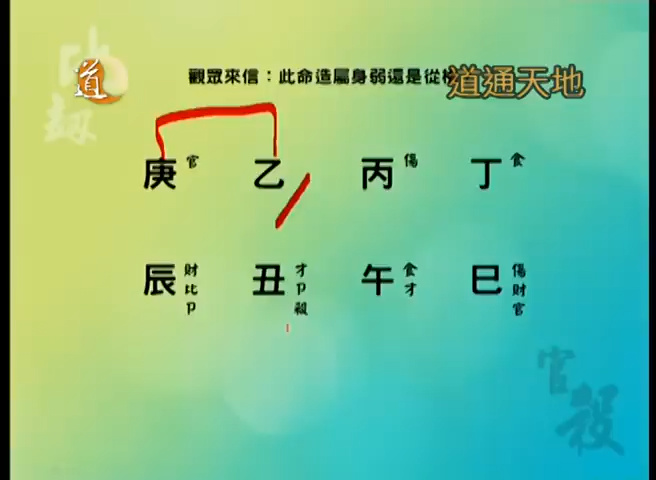 觀眾來信：此命造屬身弱還是從
道通天地
道
劫
庚 官 乙 丙 傷 丁 食
辰 財比卩 丑 才卩殺 午 食才 巳 傷財官
官殺